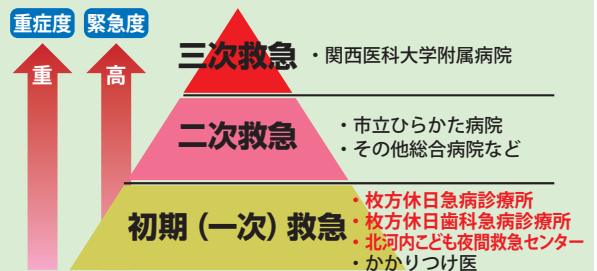 重症度 緊急度
重 高
三次救急
・関西医科大学附属病院
二次救急
・市立ひらかた病院
・その他総合病院など
初期（一次）救急
・枚方休日急病診療所
・枚方休日歯科急病診療所
・北河内こども夜間救急センター
・かかりつけ医